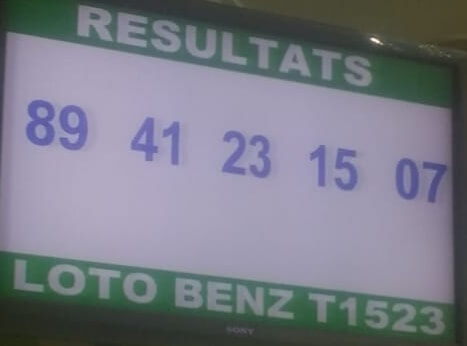 RESULTATS
89 41 23 15 07
LOTO BENZ T1523
SONY